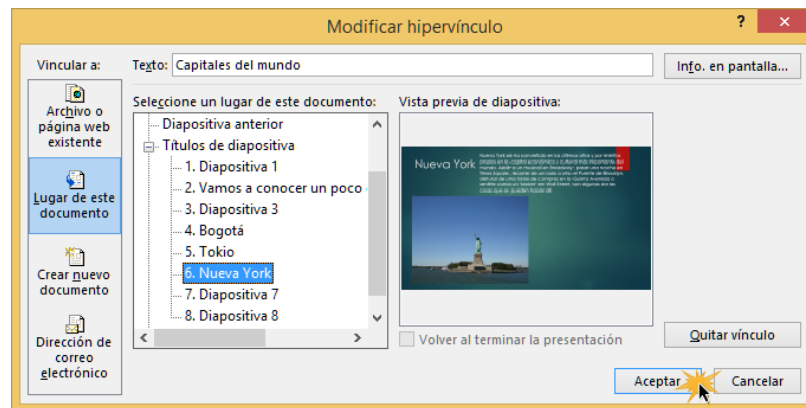 Modificar hipervínculo
?
Vincular a:
Texto: Capitales del mundo
Info. en pantalla...
Archivo o
página web
existente
Lugar de este
documento
Crear nuevo
documento
Dirección de
correo
electrónico
Seleccione un lugar de este documento:
Diapositiva anterior
Títulos de diapositiva
1. Diapositiva 1
2. Vamos a conocer un poco
3. Diapositiva 3
4. Bogotá
5. Tokio
6. Nueva York
7. Diapositiva 7
8. Diapositiva 8
Vista previa de diapositiva:
Nueva York
Volver al terminar la presentación
Quitar vínculo
Aceptar
Cancelar